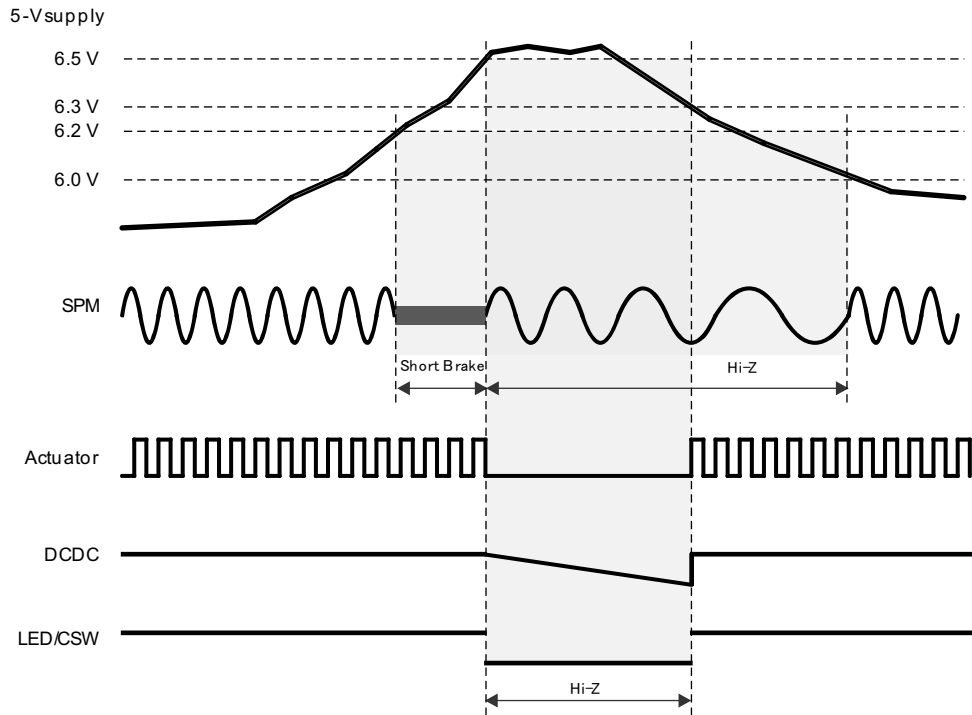 5-Vsupply
6.5 V
6.3 V
6.2 V
6.0 V
SPM
Short Brake
Hi-Z
Actuator
DCDC
LED/CSW
Hi-Z